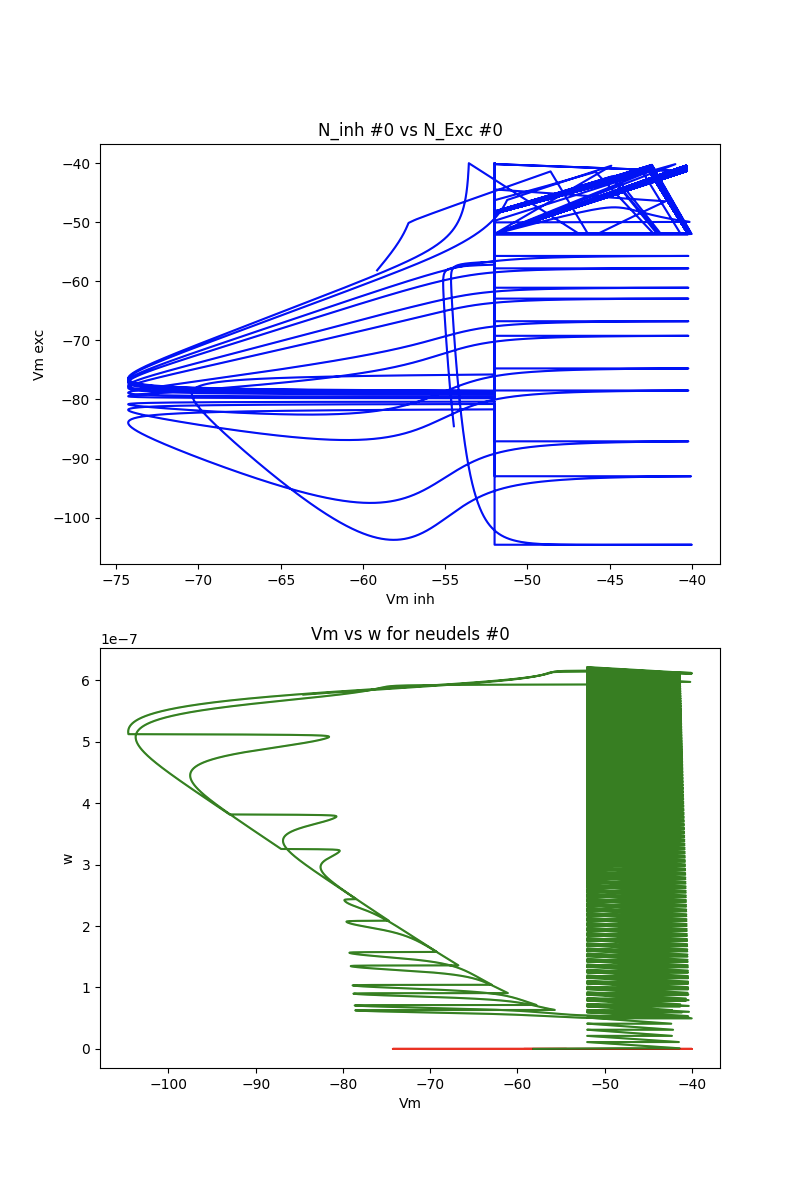 N_inh #0 vs N_Exc #0
−40
−50
−60
−70
−80
−90
−100
Vm exc
−75 −70 −65 −60 −55 −50 −45 −40
Vm inh
1e−7
Vm vs w for neudels #0
6
5
4
3
2
1
0
w
−100 −90 −80 −70 −60 −50 −40
Vm